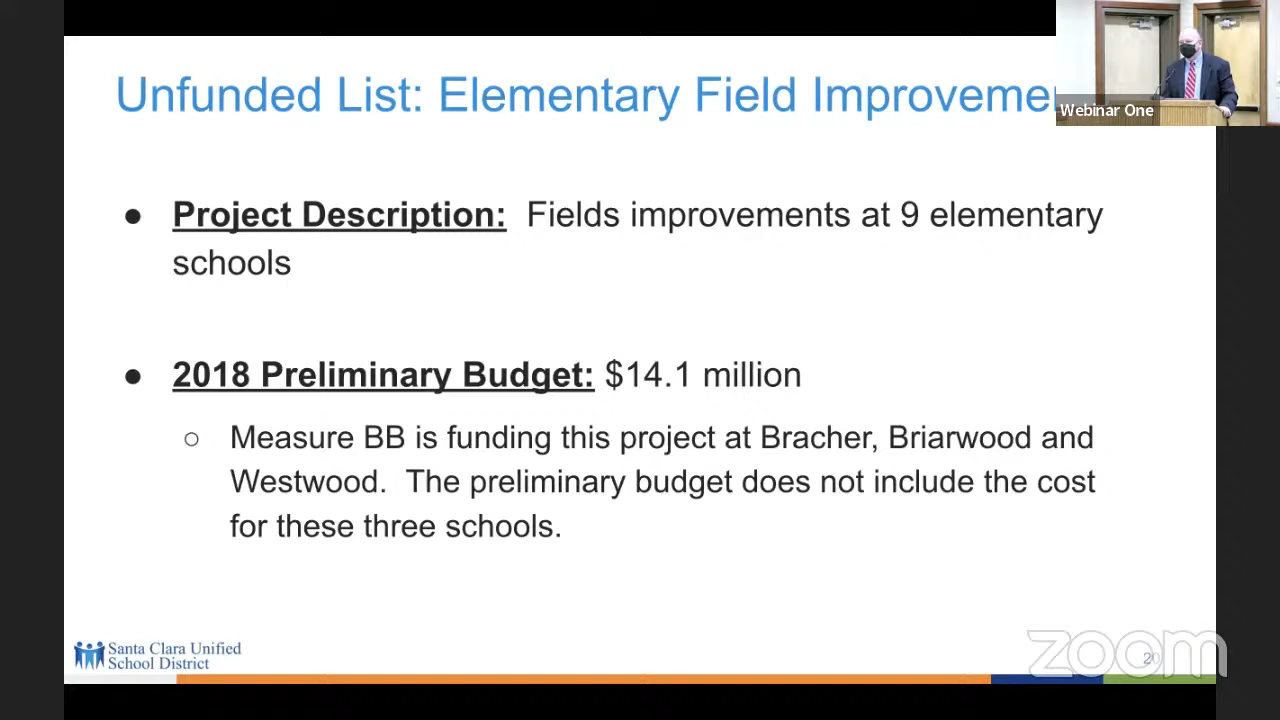 Unfunded List: Elementary Field Improveme
Webinar One
● Project Description: Fields improvements at 9 elementary
schools
● 2018 Preliminary Budget: $14.1 million
○ Measure BB is funding this project at Bracher, Briarwood and
Westwood. The preliminary budget does not include the cost
for these three schools.
Santa Clara Unified
School District
zoom
20